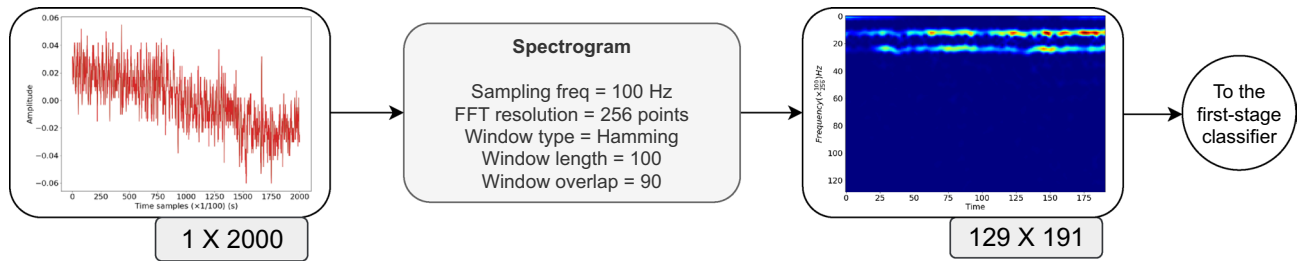 0.06
0.04
0.02
0.00
−0.02
−0.04
−0.06
Amplitude
0 250 500 750 1000 1250 1500 1750 2000
Time samples (×1/100) (s)
1 X 2000
Spectrogram
Sampling freq = 100 Hz
FFT resolution = 256 points
Window type = Hamming
Window length = 100
Window overlap = 90
0
20
40
60
80
100
120
Frequency(×100/256)Hz
0 25 50 75 100 125 150 175
Time
129 X 191
To the
first-stage
classifier